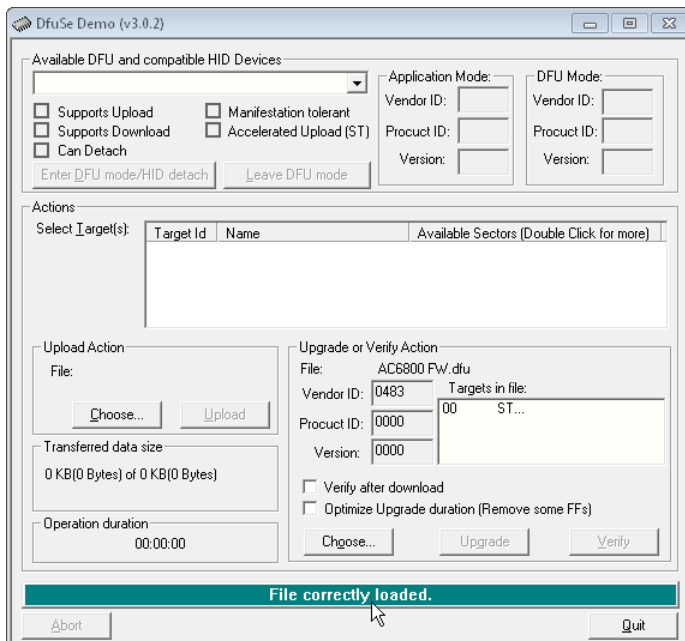 DfuSe Demo (v3.0.2)
Available DFU and compatible HID Devices
Supports Upload
Manifestation tolerant
Supports Download
Accelerated Upload (ST)
Can Detach
Enter DFU mode/HID detach
Leave DFU mode
Application Mode:
Vendor ID:
Procuct ID:
Version:
DFU Mode:
Vendor ID:
Procuct ID:
Version:
Actions
Select Target(s):
Target Id Name Available Sectors (Double Click for more)
Upload Action
File:
Choose... Upload
Transferred data size
0 KB(0 Bytes) of 0 KB(0 Bytes)
Operation duration
00:00:00
Upgrade or Verify Action
File: AC6800 FW.dfu
Vendor ID: 0483
Procuct ID: 0000
Version: 0000
Targets in file:
00 ST...
Verify after download
Optimize Upgrade duration (Remove some FFs)
Choose... Upgrade Verify
File correctly loaded.
Abort Quit